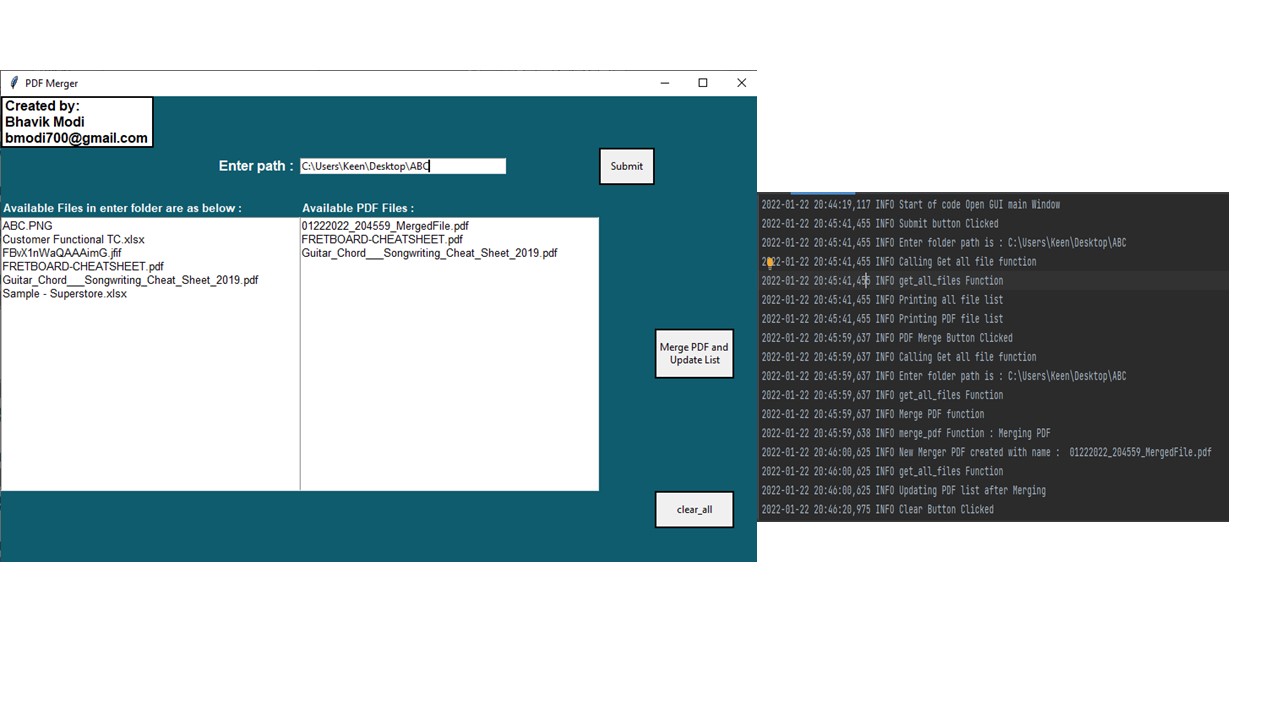 PDF Merger
Created by:
Bhavik Modi
bmodi700@gmail.com
Enter path :
C:\Users\Keen\Desktop\ABC
Submit
Available Files in enter folder are as below :
ABC.PNG
Customer Functional TC.xlsx
FBvX1nWaQAAAimG.jfif
FRETBOARD-CHEATSHEET.pdf
Guitar_Chord___Songwriting_Cheat_Sheet_2019.pdf
Sample - Superstore.xlsx
Available PDF Files :
01222022_204559_MergedFile.pdf
FRETBOARD-CHEATSHEET.pdf
Guitar_Chord___Songwriting_Cheat_Sheet_2019.pdf
Merge PDF and
Update List
clear_all
2022-01-22 20:44:19,117 INFO Start of code Open GUI main Window
2022-01-22 20:45:41,455 INFO Submit button Clicked
2022-01-22 20:45:41,455 INFO Enter folder path is : C:\Users\Keen\Desktop\ABC
2022-01-22 20:45:41,455 INFO Calling Get all file function
2022-01-22 20:45:41,455 INFO get_all_files Function
2022-01-22 20:45:41,455 INFO Printing all file list
2022-01-22 20:45:41,455 INFO Printing PDF file list
2022-01-22 20:45:59,637 INFO PDF Merge Button Clicked
2022-01-22 20:45:59,637 INFO Calling Get all file function
2022-01-22 20:45:59,637 INFO Enter folder path is : C:\Users\Keen\Desktop\ABC
2022-01-22 20:45:59,637 INFO get_all_files Function
2022-01-22 20:45:59,637 INFO Merge PDF function
2022-01-22 20:45:59,638 INFO merge_pdf Function : Merging PDF
2022-01-22 20:46:00,625 INFO New Merger PDF created with name :  01222022_204559_MergedFile.pdf
2022-01-22 20:46:00,625 INFO get_all_files Function
2022-01-22 20:46:00,625 INFO Updating PDF list after Merging
2022-01-22 20:46:20,975 INFO Clear Button Clicked